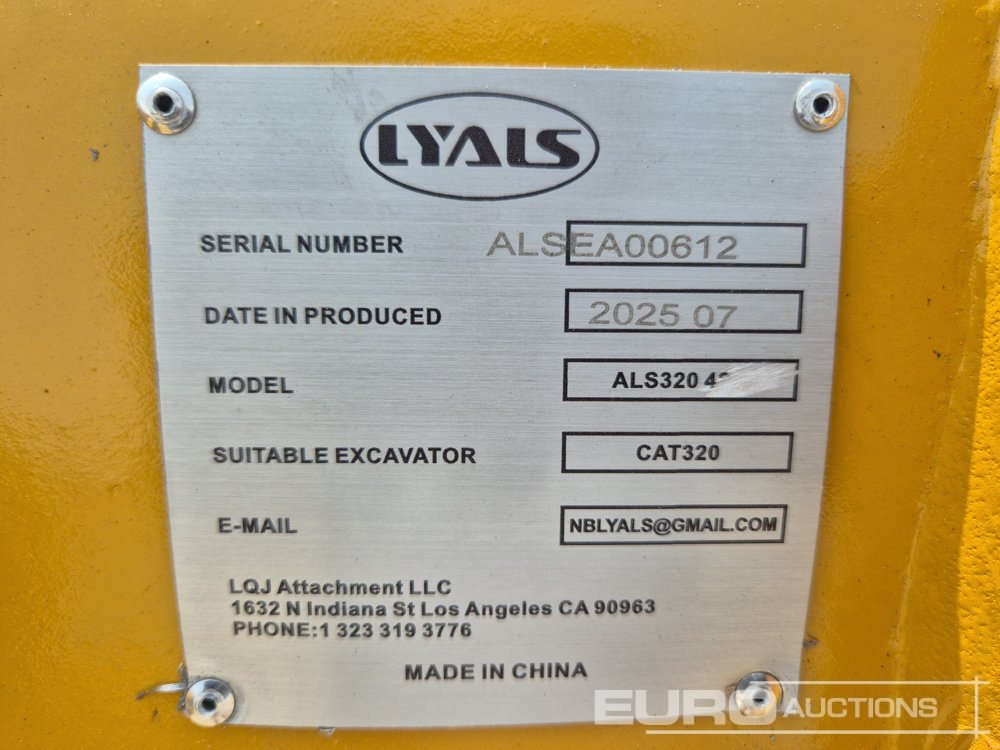 LYALS
SERIAL NUMBER ALSEA00612
DATE IN PRODUCED 2025 07
MODEL ALS320
SUITABLE EXCAVATOR CAT320
E-MAIL NBLYALS@GMAIL.COM
LQJ Attachment LLC
1632 N Indiana St Los Angeles CA 90963
PHONE:1 323 319 3776
MADE IN CHINA
EURO AUCTIONS